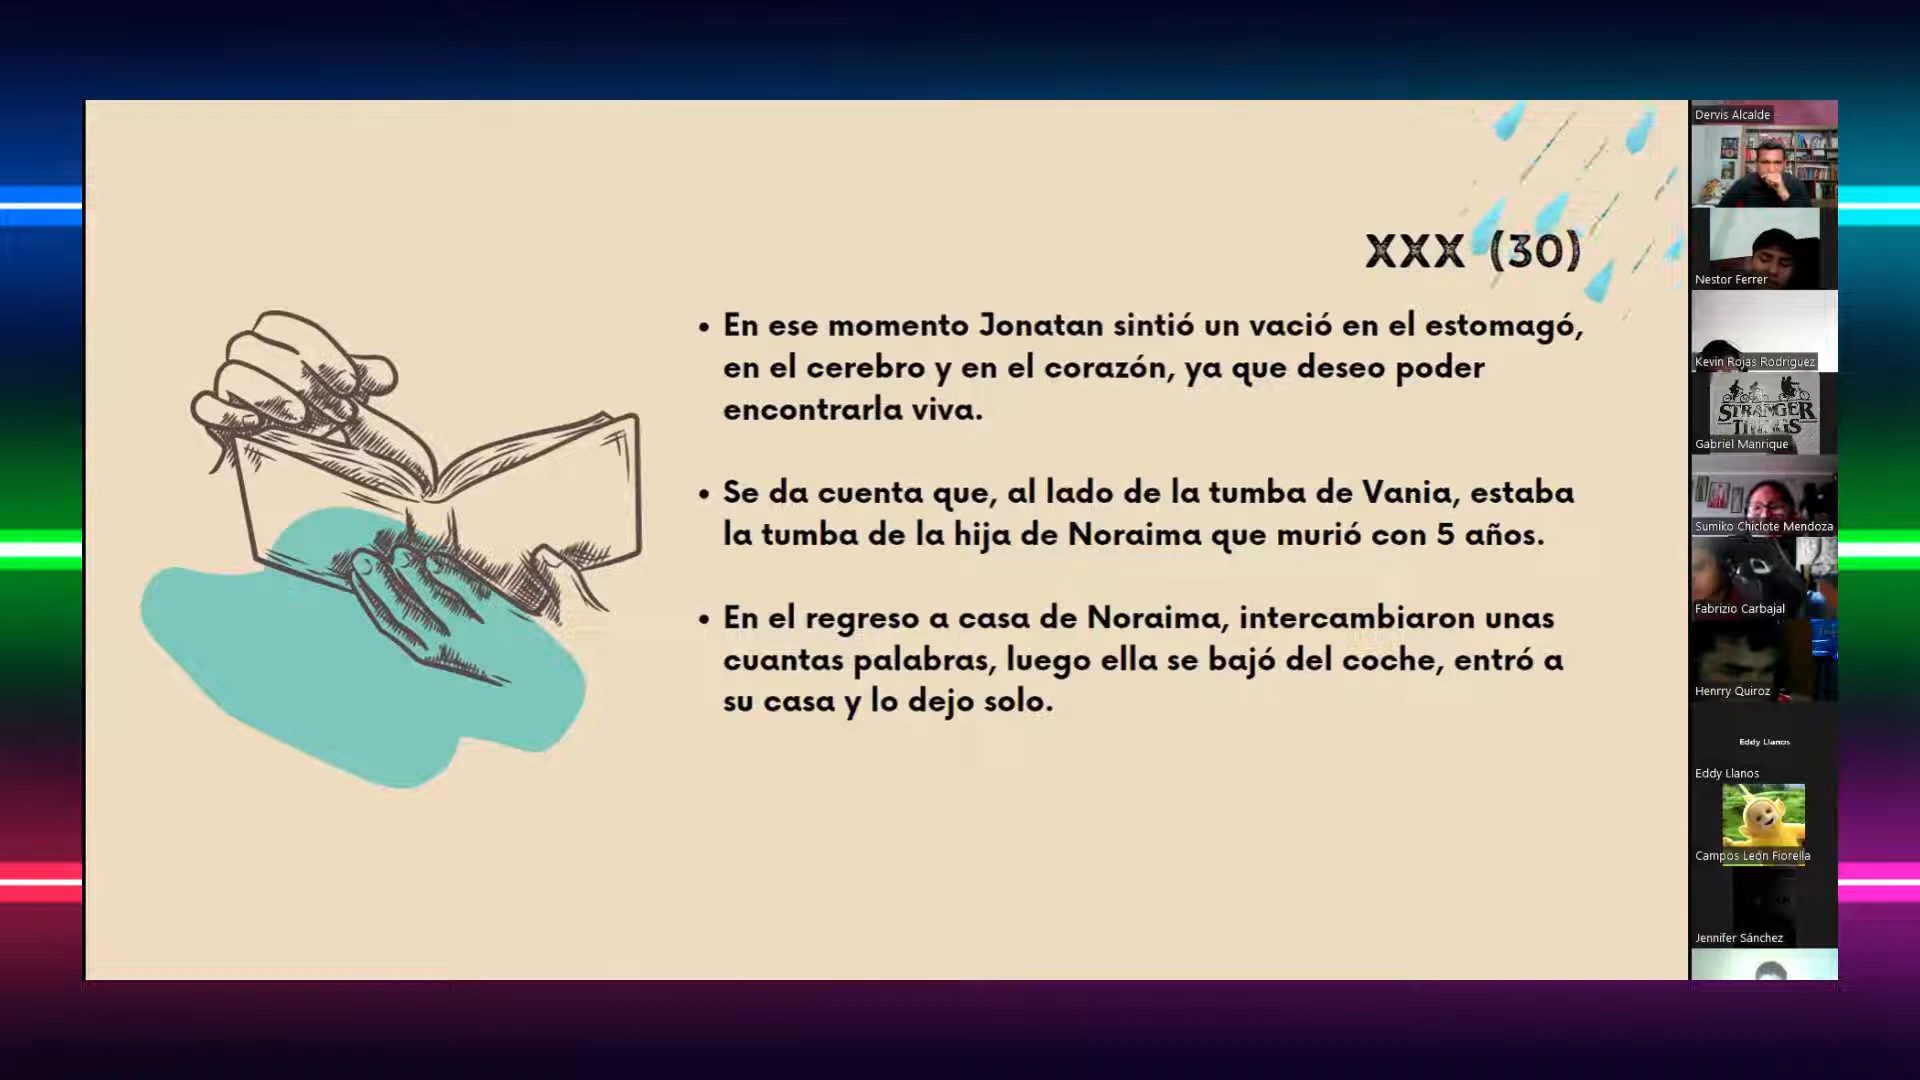 XXX (30)
• En ese momento Jonatan sintió un vació en el estomagó,
en el cerebro y en el corazón, ya que deseo poder
encontrarla viva.
• Se da cuenta que, al lado de la tumba de Vania, estaba
la tumba de la hija de Noraima que murió con 5 años.
• En el regreso a casa de Noraima, intercambiaron unas
cuantas palabras, luego ella se bajó del coche, entró a
su casa y lo dejo solo.
Dervis Alcalde
Nestor Ferrer
Kevin Rojas Rodriguez
STRANGER
THINGS
Gabriel Manrique
Sumiko Chiclote Mendoza
Fabrizio Carbajal
Henrry Quiroz
Eddy Llanos
Eddy Llanos
Campos León Fiorella
Jennifer Sánchez